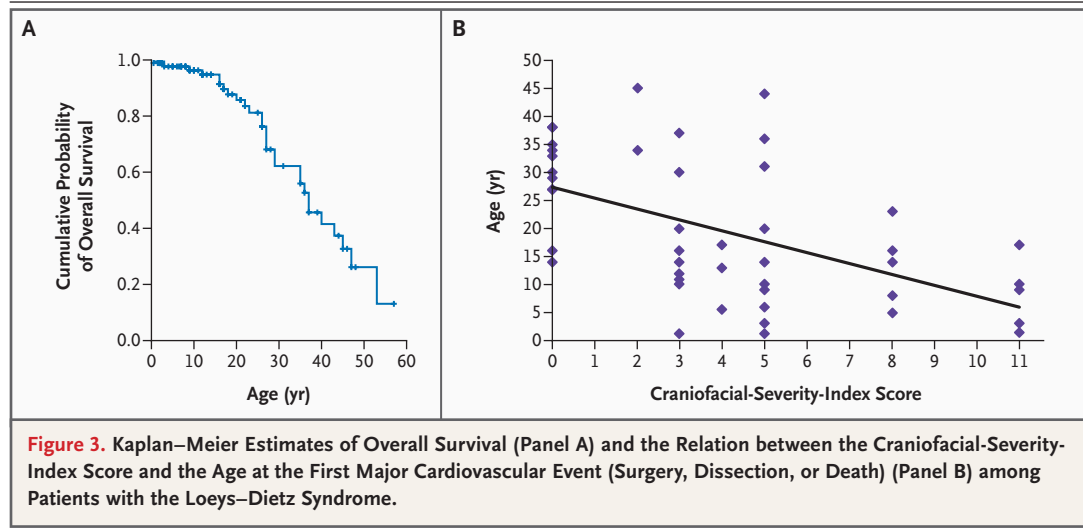 A
1.0
0.8
0.6
0.4
0.2
0.0
Cumulative Probability
of Overall Survival
0 10 20 30 40 50 60
Age (yr)
B
50
45
40
35
30
25
20
15
10
5
0
Age (yr)
0 1 2 3 4 5 6 7 8 9 10 11
Craniofacial-Severity-Index Score
Figure 3. Kaplan–Meier Estimates of Overall Survival (Panel A) and the Relation between the Craniofacial-Severity-
Index Score and the Age at the First Major Cardiovascular Event (Surgery, Dissection, or Death) (Panel B) among
Patients with the Loeys–Dietz Syndrome.